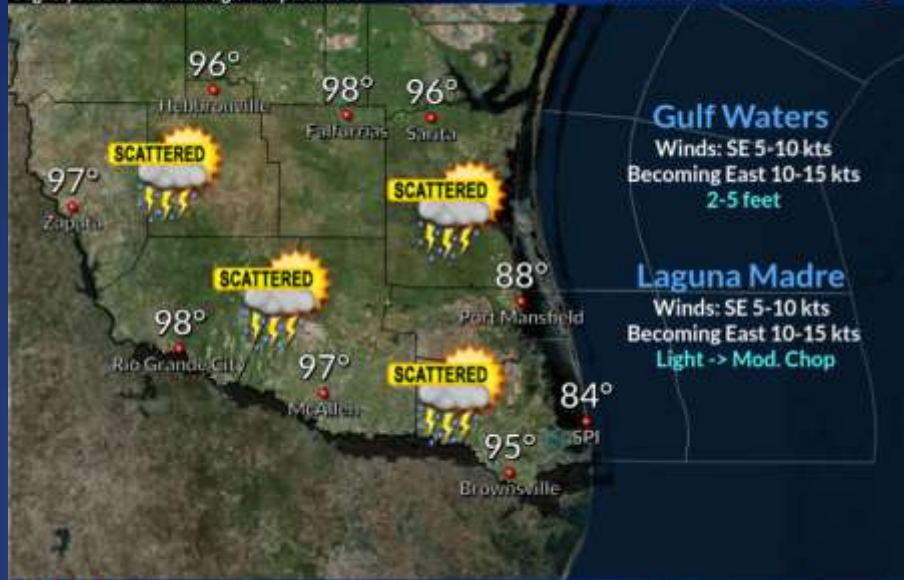 96°
Hebbronville
98°
Falfurrias
96°
Sarita
Gulf Waters
Winds: SE 5-10 kts
Becoming East 10-15 kts
2-5 feet
SCATTERED
97°
Zapata
SCATTERED
SCATTERED
88°
Port Mansfield
Laguna Madre
Winds: SE 5-10 kts
Becoming East 10-15 kts
Light -> Mod. Chop
98°
Rio Grande City
97°
McAllen
SCATTERED
84°
SPI
95°
Brownsville